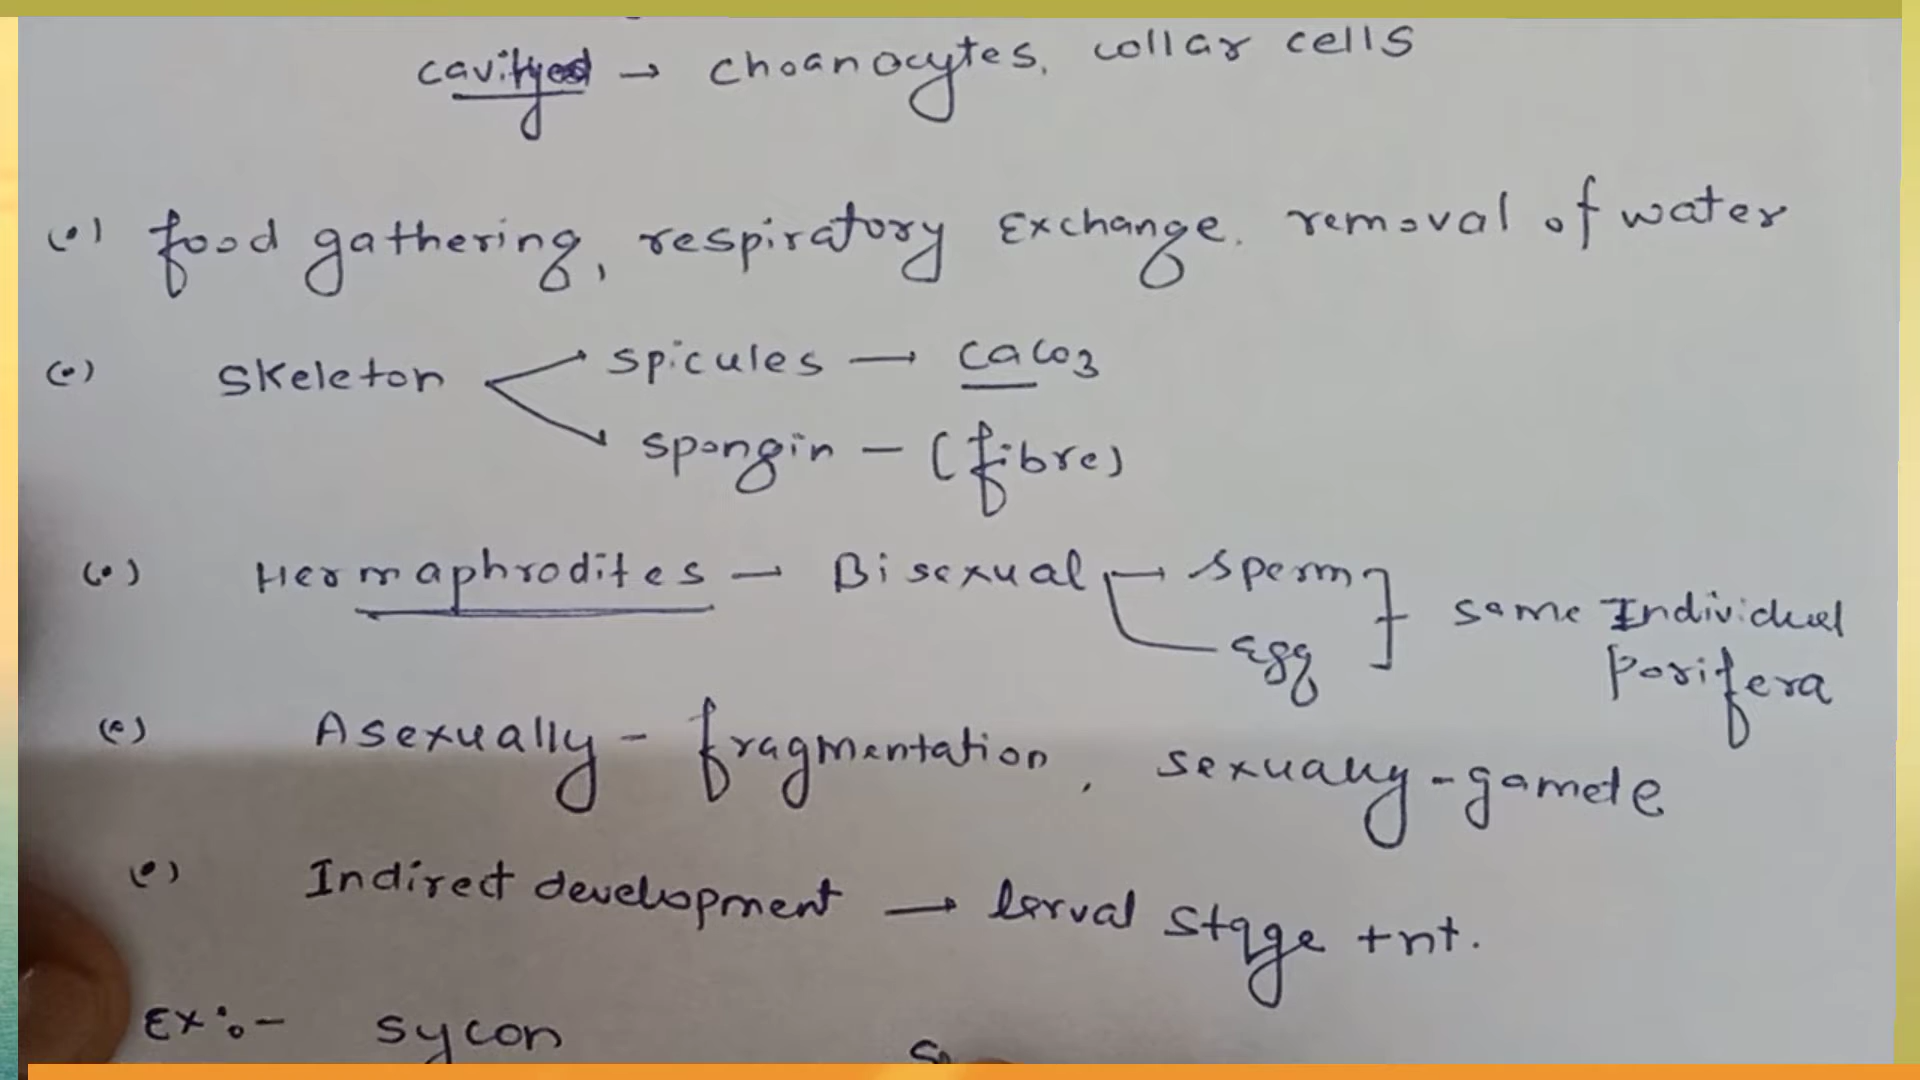 cavity → choanocytes, collar cells
(•) food gathering, respiratory Exchange, removal of water
(•) Skeleton → spicules → CaCO3
→ spongin - (fibre)
(•) Hermaphrodites → Bisexual → Sperm
Egg
same Individual
Porifera
(•) Asexually - fragmentation, sexually - gamete
(•) Indirect development → larval stage +nt.
Ex:- sycon